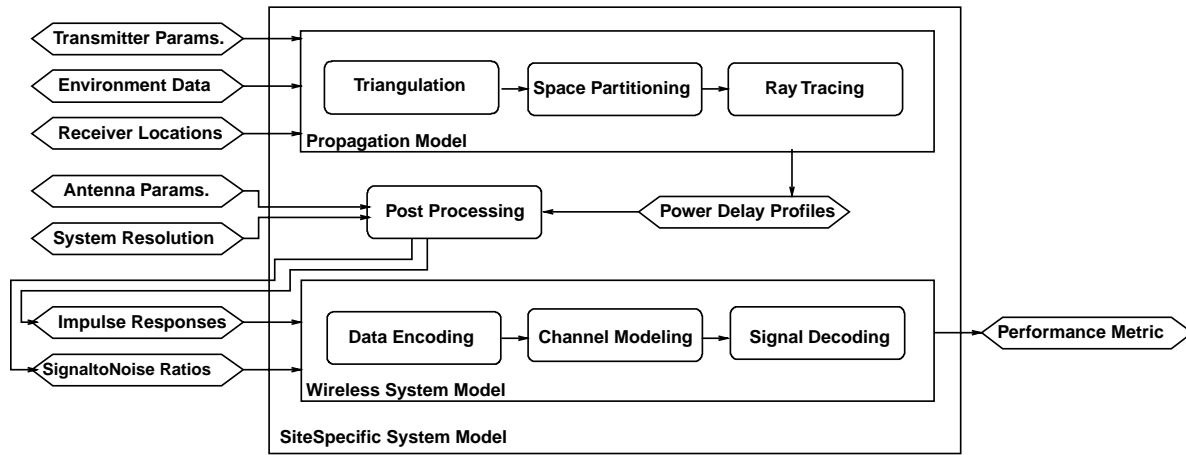 Transmitter Params.
Environment Data
Receiver Locations
Triangulation
Space Partitioning
Ray Tracing
Propagation Model
Antenna Params.
System Resolution
Post Processing
Power Delay Profiles
Impulse Responses
SignaltoNoise Ratios
Data Encoding
Channel Modeling
Signal Decoding
Wireless System Model
Performance Metric
SiteSpecific System Model